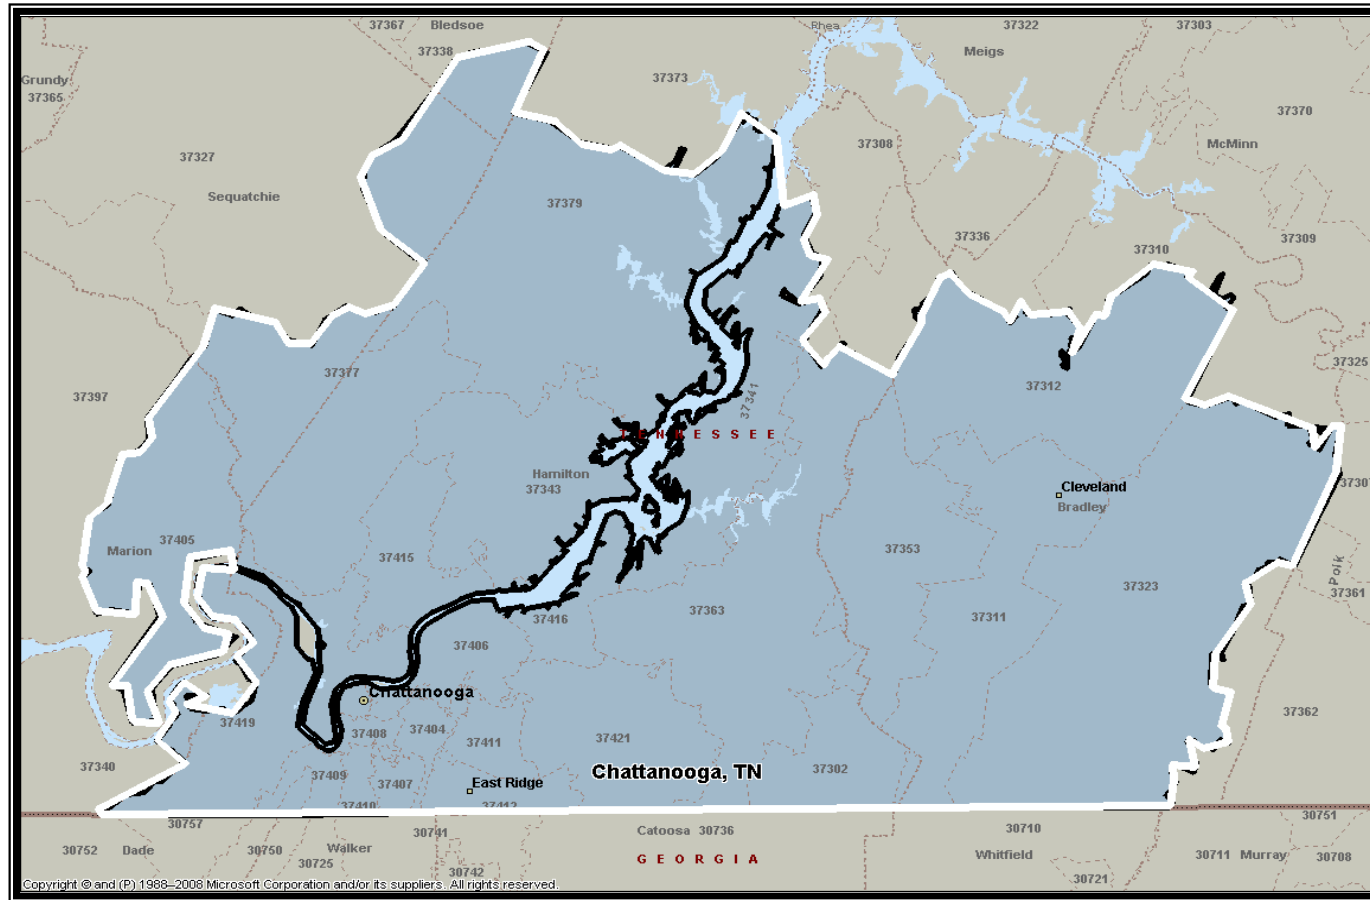 37367 Bledsoe
Rhea
37322
37303
37338
Meigs
Grundy
37365
37373
37370
37327
37308
McMinn
Sequatchie
37379
37336
37310
37309
37377
37325
37397
37312
37341
TENNESSEE
Hamilton
37343
Cleveland
Bradley
37307
37405
Marion
37415
37353
37323
Polk
37361
37416
37363
37311
37406
Chattanooga
37419
37408
37404
37411
37421
37362
37340
37409
37407
East Ridge
Chattanooga, TN
37302
37410
37412
30757
30741
Catoosa 30736
30710
30751
30752
Dade
30750
Walker
30725
GEORGIA
Whitfield
30711 Murray
30708
30742
30721
Copyright © and (P) 1988–2008 Microsoft Corporation and/or its suppliers. All rights reserved.